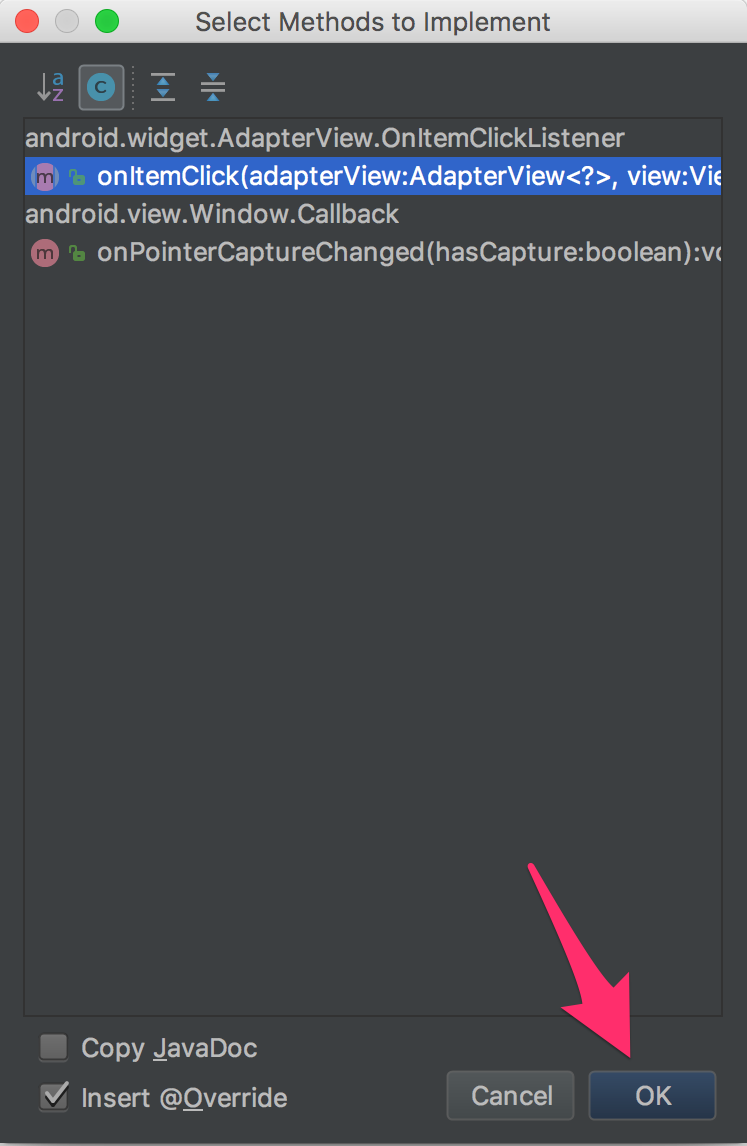 Select Methods to Implement
a
z
C
android.widget.AdapterView.OnItemClickListener
m onItemClick(adapterView:AdapterView<?>, view:Vie
android.view.Window.Callback
m onPointerCaptureChanged(hasCapture:boolean):vo
Copy JavaDoc
Insert @Override
Cancel OK